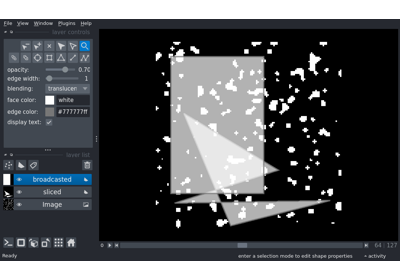 File View Window Plugins Help
layer controls
opacity: 0.70
edge width: 1
blending: translucen
face color: white
edge color: #777777ff
display text:
layer list
broadcasted
sliced
Image
0 64 | 127
Ready enter a selection mode to edit shape properties activity